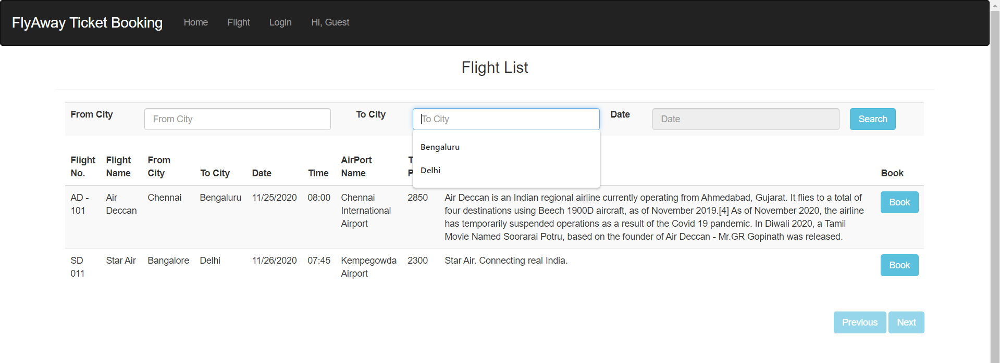 FlyAway Ticket Booking Home Flight Login Hi, Guest
Flight List
From City From City To City To City Date Date Search
Bengaluru
Delhi
Flight No. Flight Name From City To City Date Time AirPort Name Book
AD - 101 Air Deccan Chennai Bengaluru 11/25/2020 08:00 Chennai International Airport 2850
Air Deccan is an Indian regional airline currently operating from Ahmedabad, Gujarat. It flies to a total of
four destinations using Beech 1900D aircraft, as of November 2019.[4] As of November 2020, the airline
has temporarily suspended operations as a result of the Covid 19 pandemic. In Diwali 2020, a Tamil
Movie Named Soorarai Potru, based on the founder of Air Deccan - Mr.GR Gopinath was released.
Book
SD 011 Star Air Bangalore Delhi 11/26/2020 07:45 Kempegowda Airport 2300 Star Air. Connecting real India. Book
Previous Next